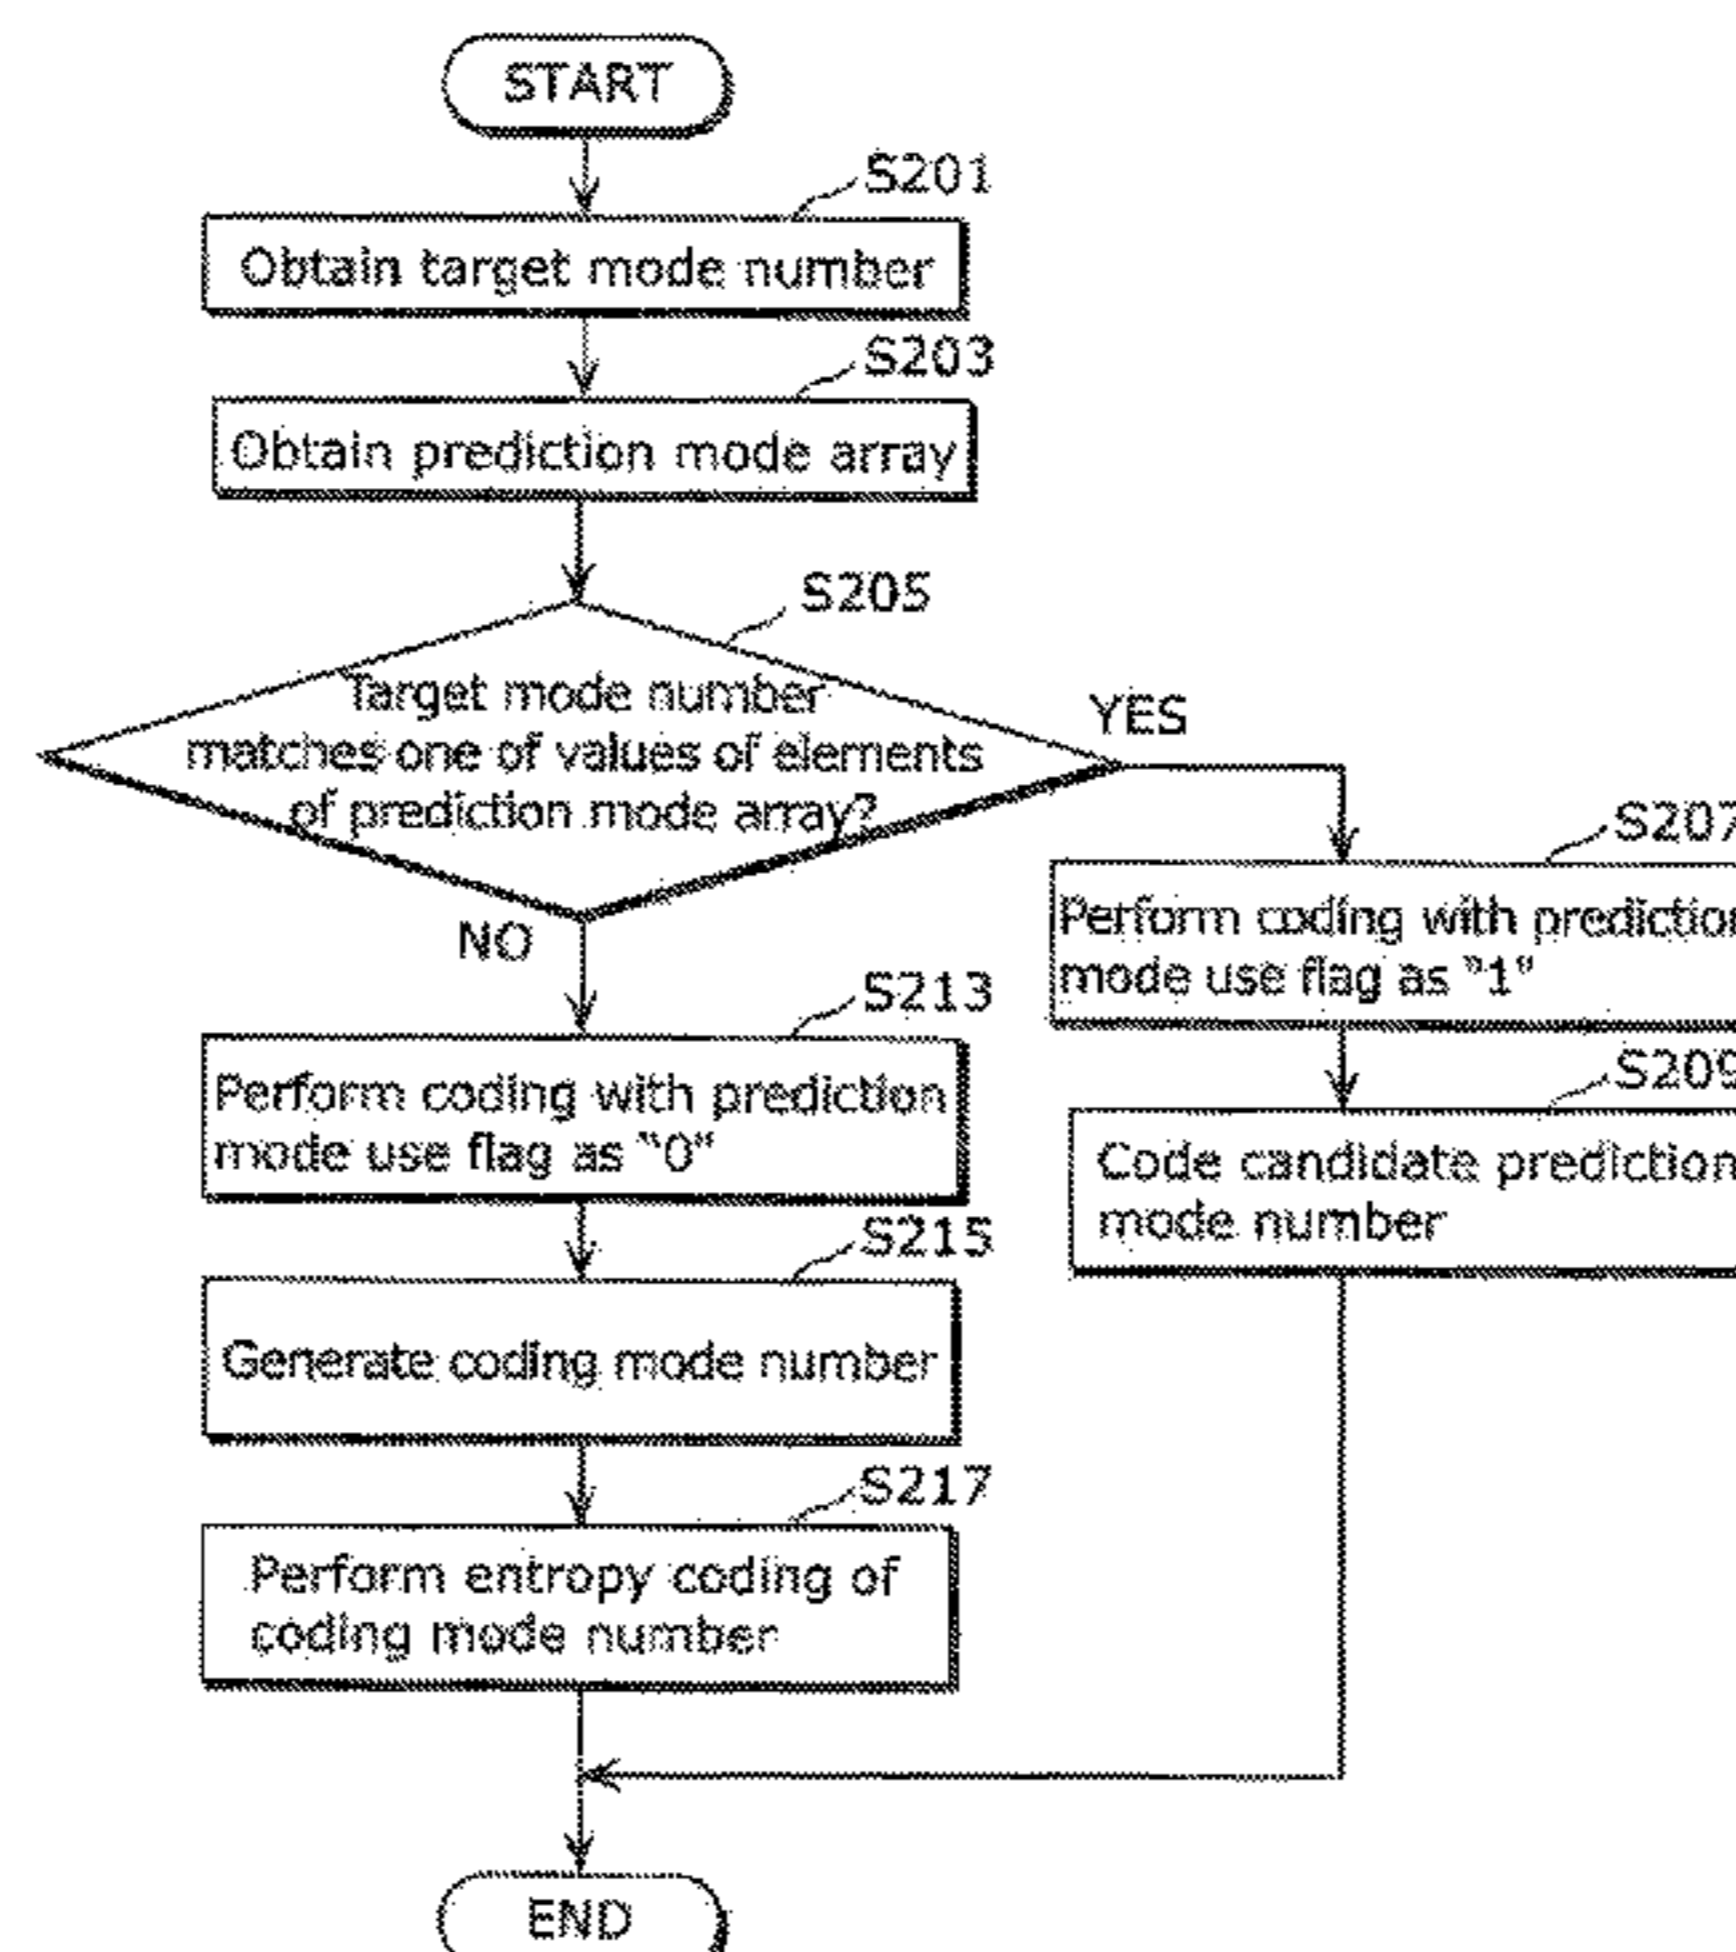 START
S201
Obtain target mode number
S203
Obtain prediction mode array
S205
Target mode number
matches one of values of elements
of prediction mode array?
YES
NO
S207
Perform coding with prediction
mode use flag as "1"
S209
Code candidate prediction
mode number
S213
Perform coding with prediction
mode use flag as "0"
S215
Generate coding mode number
S217
Perform entropy coding of
coding mode number
END